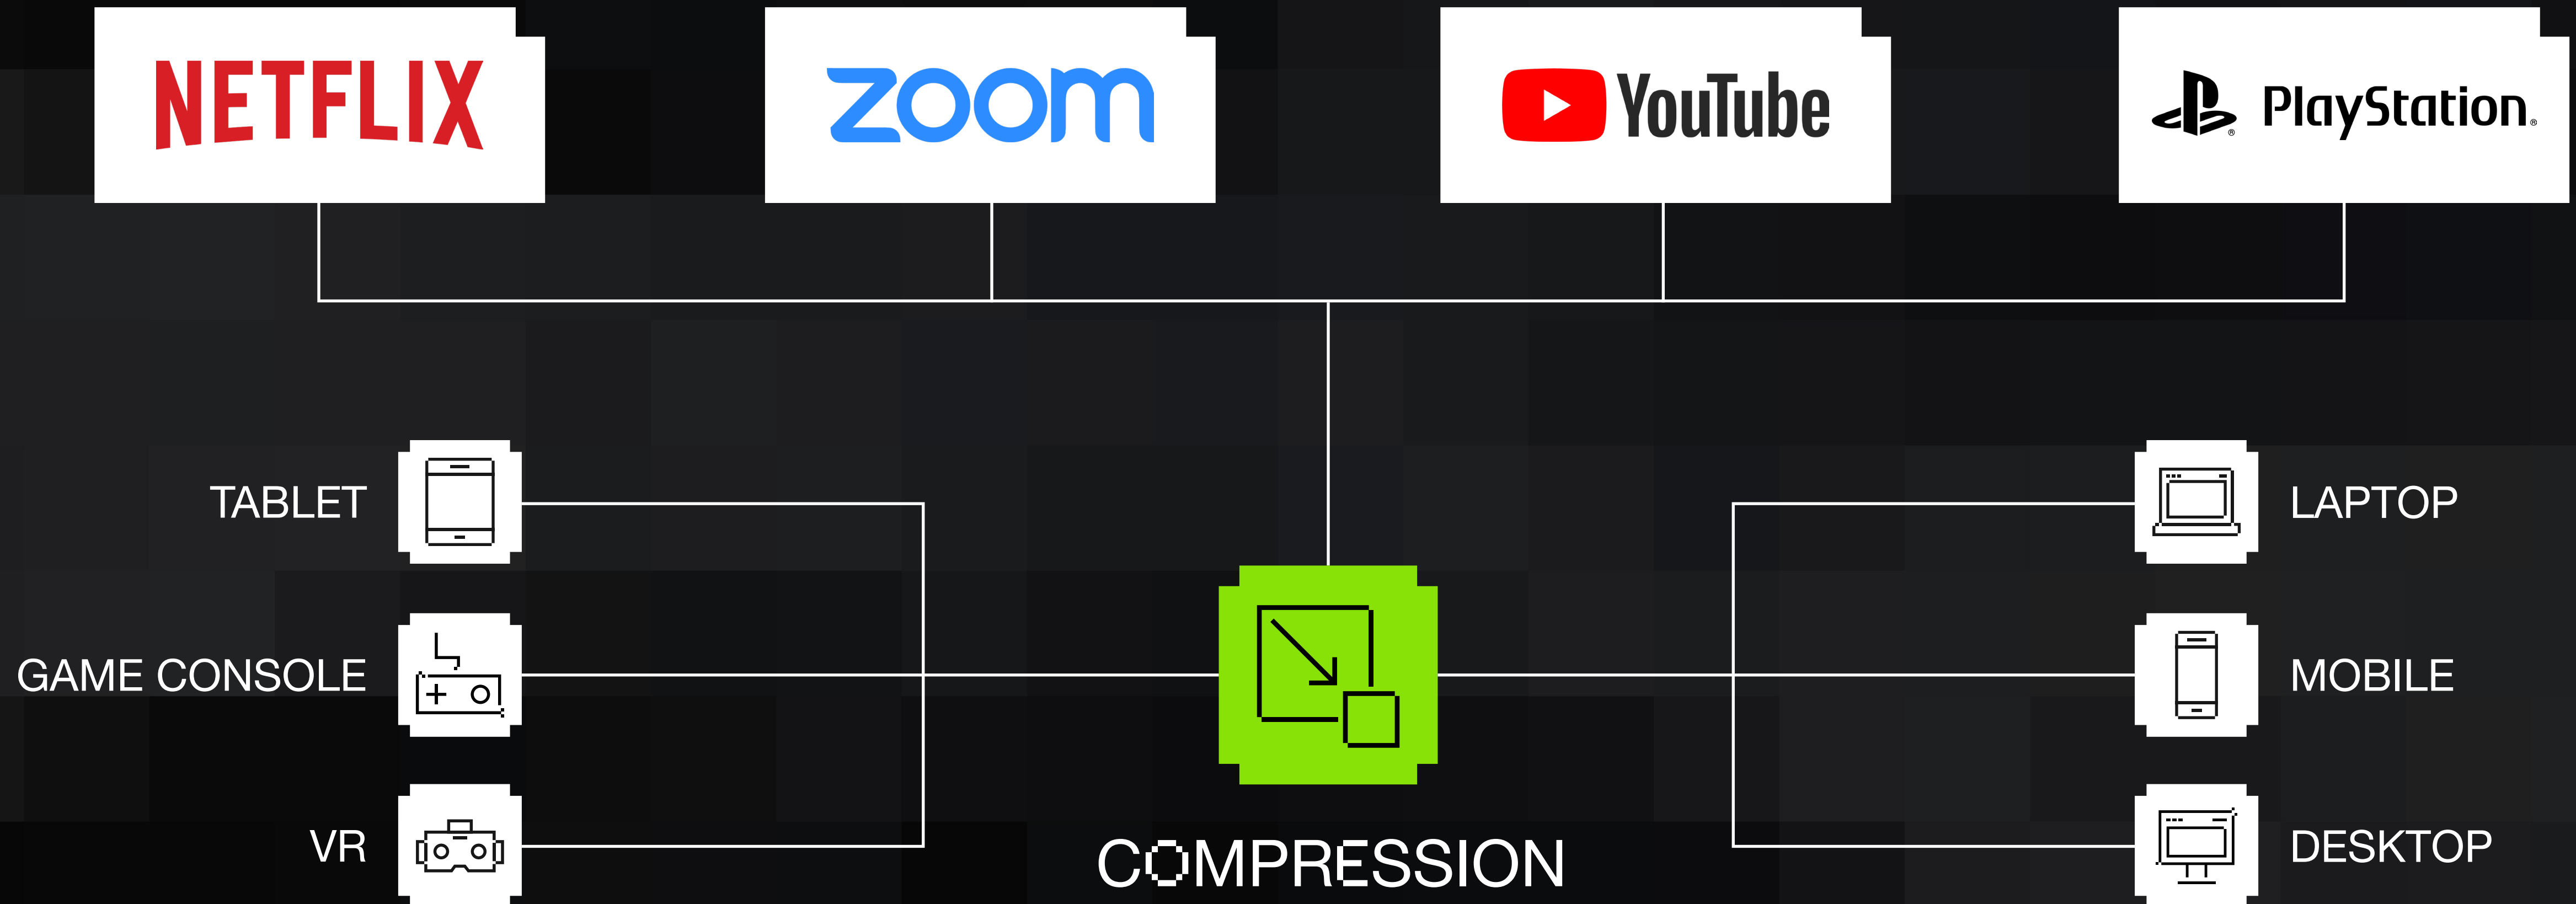 NETFLIX
zoom
YouTube
PlayStation®
TABLET
LAPTOP
GAME CONSOLE
MOBILE
VR
DESKTOP
COMPRESSION